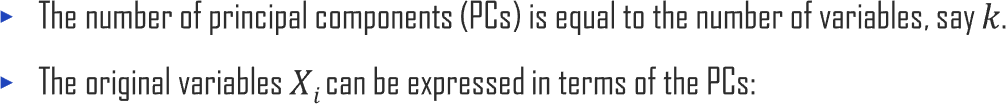 ▸ The number of principal components (PCs) is equal to the number of variables, say k.
▸ The original variables Xᵢ can be expressed in terms of the PCs: